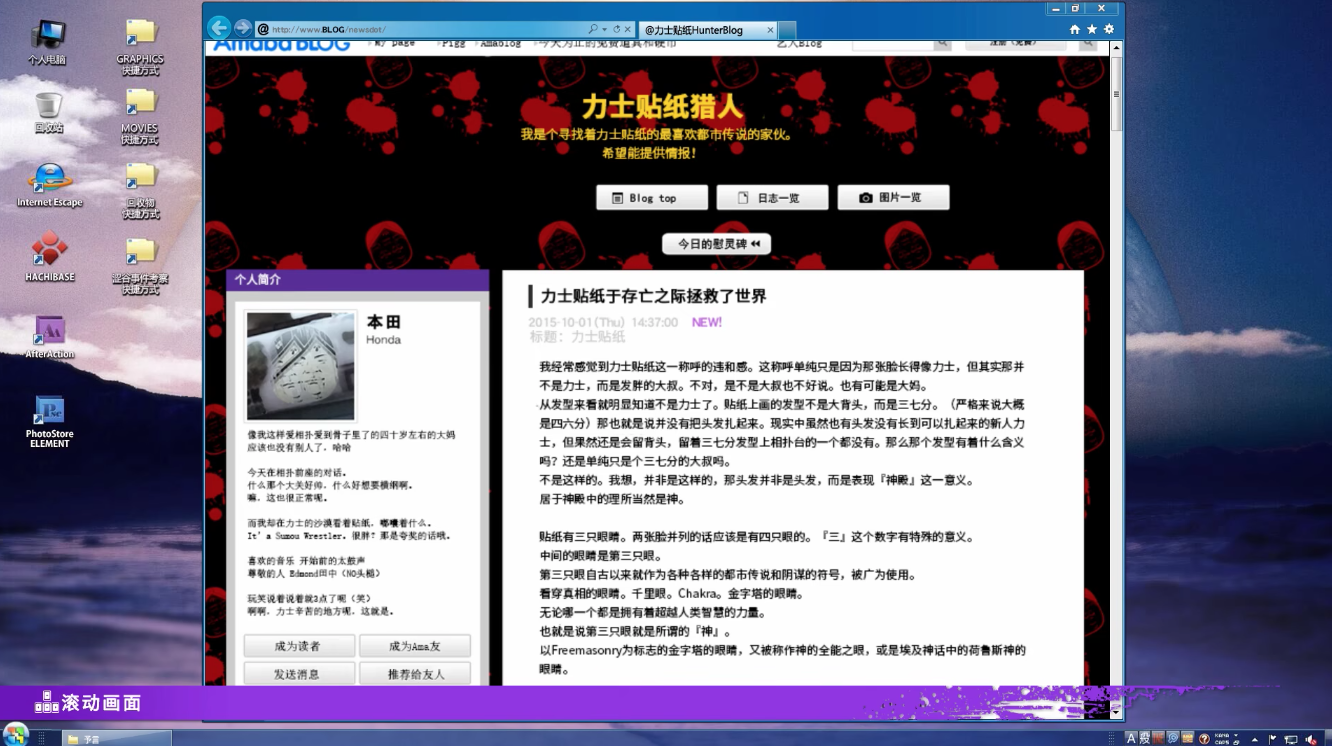 个人电脑
GRAPHICS
快捷方式
回收站
MOVIES
快捷方式
Internet Escape
回收物
快捷方式
HACHIBASE
混合事件考察
快捷方式
AfterAction
PhotoStore
ELEMENT
http://www.BLOG/newsdot/
@力士贴纸HunterBlog
Amaba BLOG
My page
Pigg
Amablog
今天为止的免费道具和硬币
艺人Blog
注册（免费）
力士贴纸猎人
我是个寻找着力士贴纸的最喜欢都市传说的家伙。
希望能提供情报！
Blog top
日志一览
图片一览
今日的慰灵碑
个人简介
本田
Honda
像我这样爱相扑爱到骨子里了的四十岁左右的大妈
应该也没有别人了．哈哈
今天在相扑前座的对话。
什么那个大关好帅．什么好想要横纲啊。
嘛．这也很正常呢。
而我却在力士的沙漠看着贴纸．嘟囔着什么。
It's a Sumou Wrestler．很胖？那是夸奖的话哦。
喜欢的音乐 开始前的太鼓声
尊敬的人 Edmond田中（NO头槌）
玩笑说着说着就3点了呢（笑）
啊啊．力士辛苦的地方呢．这就是。
成为读者
成为Ama友
发送消息
推荐给友人
力士贴纸于存亡之际拯救了世界
2015-10-01(Thu) 14:37:00 NEW!
标题：力士贴纸
我经常感觉到力士贴纸这一称呼的违和感。这称呼单纯只是因为那张脸长得像力士，但其实那并
不是力士，而是发胖的大叔。不对，是不是大叔也不好说。也有可能是大妈。
从发型来看就明显知道不是力士了。贴纸上画的发型不是大背头，而是三七分。（严格来说大概
是四六分）那也就是说并没有把头发扎起来。现实中虽然也有头发没有长到可以扎起来的新人力
士，但果然还是会留背头，留着三七分发型上相扑台的一个都没有。那么那个发型有着什么含义
吗？还是单纯只是个三七分的大叔吗。
不是这样的。我想，并非是这样的，那头发并非是头发，而是表现『神殿』这一意义。
居于神殿中的理所当然是神。
贴纸有三只眼睛。两张脸并列的话应该是有四只眼的。『三』这个数字有特殊的意义。
中间的眼睛是第三只眼。
第三只眼自古以来就作为各种各样的都市传说和阴谋的符号，被广为使用。
看穿真相的眼睛。千里眼。Chakra。金字塔的眼睛。
无论哪一个都是拥有着超越人类智慧的力量。
也就是说第三只眼就是所谓的『神』。
以Freemasonry为标志的金字塔的眼睛，又被称作神的全能之眼，或是埃及神话中的荷鲁斯神的
眼睛。
滚动画面